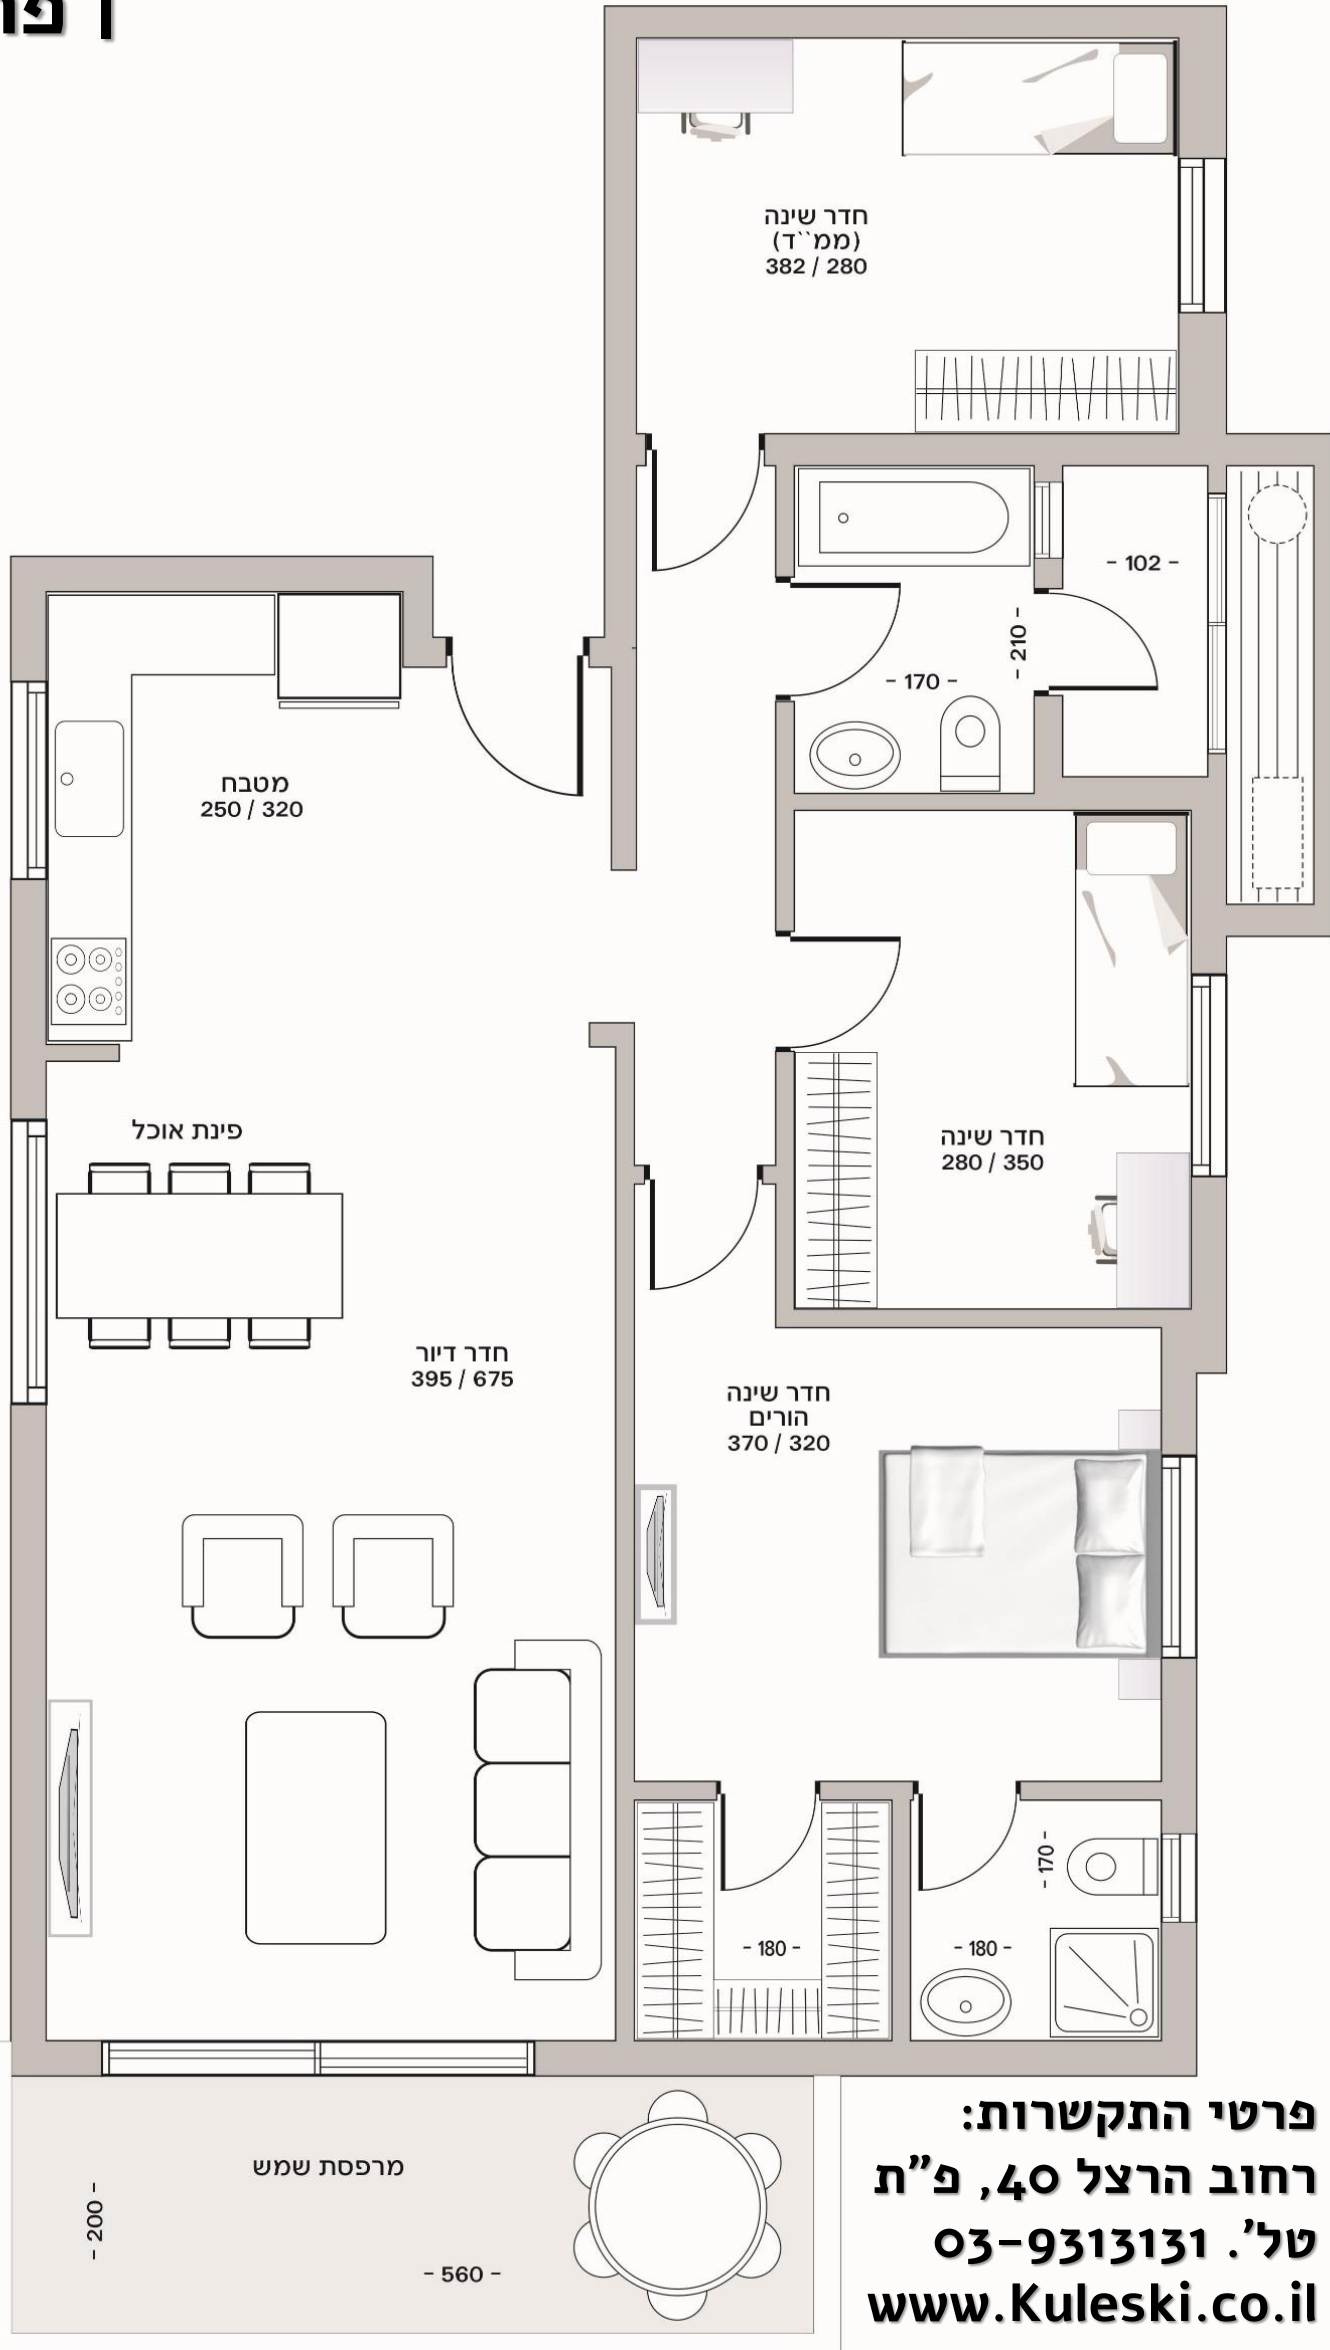 חדר שינה
(ממ``ד)
382 / 280
- 102 -
- 210 -
- 170 -
מטבח
250 / 320
פינת אוכל
חדר שינה
280 / 350
חדר דיור
395 / 675
חדר שינה
הורים
370 / 320
- 170 -
- 180 -
- 180 -
מרפסת שמש
- 200 -
- 560 -
פרטי התקשרות:
רחוב הרצל 40, פ"ת
טל'. 03-9313131
www.Kuleski.co.il